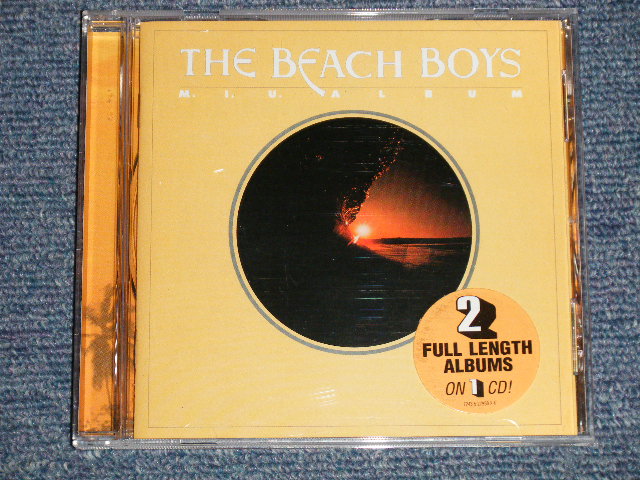 THE BEACH BOYS
M. I. U. ALBUM
2
FULL LENGTH
ALBUMS
ON 1 CD!